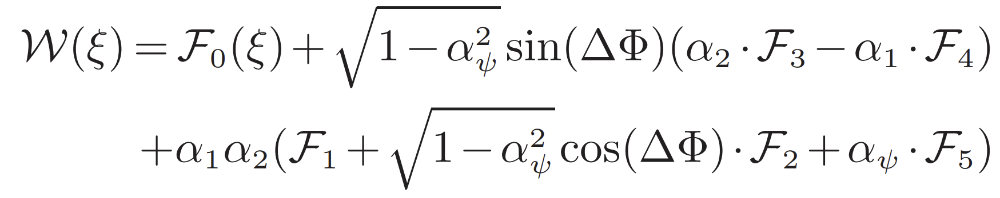 𝒲(ξ) = ℱ₀(ξ) + √(1 − α_ψ²) sin(ΔΦ)(α₂ · ℱ₃ − α₁ · ℱ₄)
+α₁α₂(ℱ₁ + √(1 − α_ψ²) cos(ΔΦ) · ℱ₂ + α_ψ · ℱ₅)